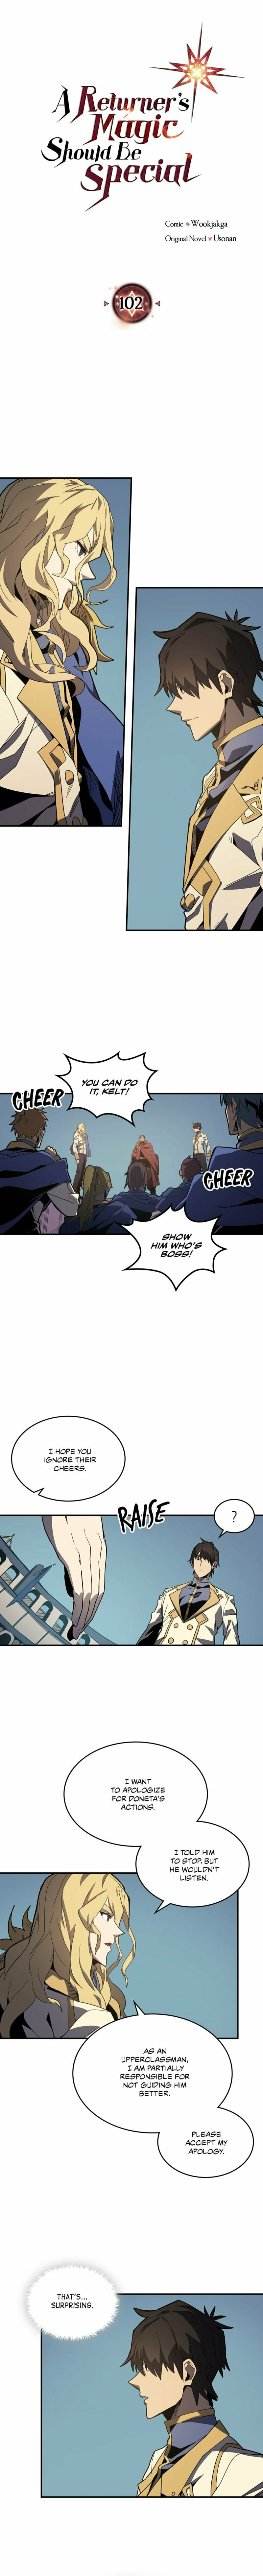 A Returner's
Magic
Should Be
Special
Comic Wookjakga
Original Novel Usonan
102
YOU CAN DO
IT, KELT!
CHEER
CHEER
SHOW
HIM WHO'S
BOSS!
I HOPE YOU
IGNORE THEIR
CHEERS.
RAISE
?
I WANT
TO APOLOGIZE
FOR DONETA'S
ACTIONS.
I TOLD HIM
TO STOP, BUT
HE WOULDN'T
LISTEN.
AS AN
UPPERCLASSMAN,
I AM PARTIALLY
RESPONSIBLE FOR
NOT GUIDING HIM
BETTER.
PLEASE
ACCEPT MY
APOLOGY.
THAT'S...
SURPRISING.